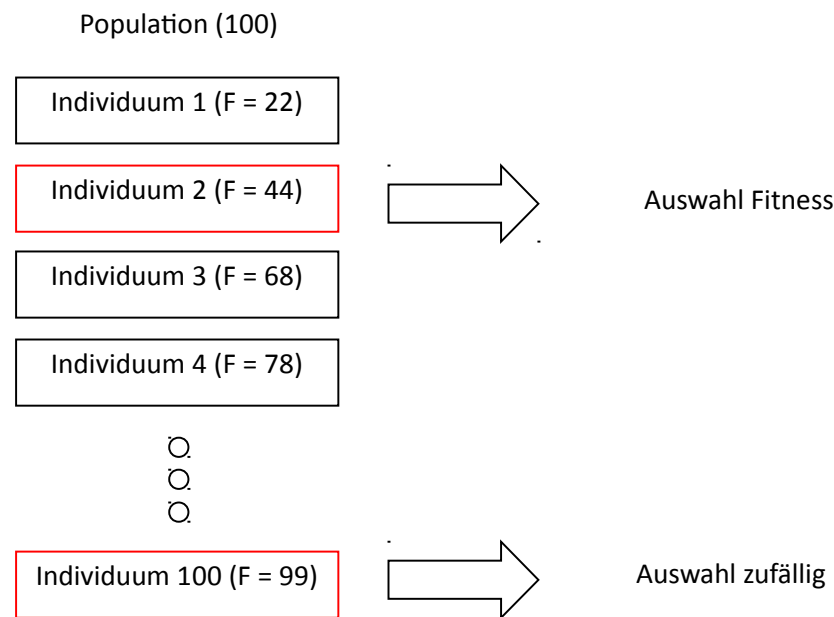 Population (100)
Individuum 1 (F = 22)
Individuum 2 (F = 44)
Auswahl Fitness
Individuum 3 (F = 68)
Individuum 4 (F = 78)
Individuum 100 (F = 99)
Auswahl zufällig